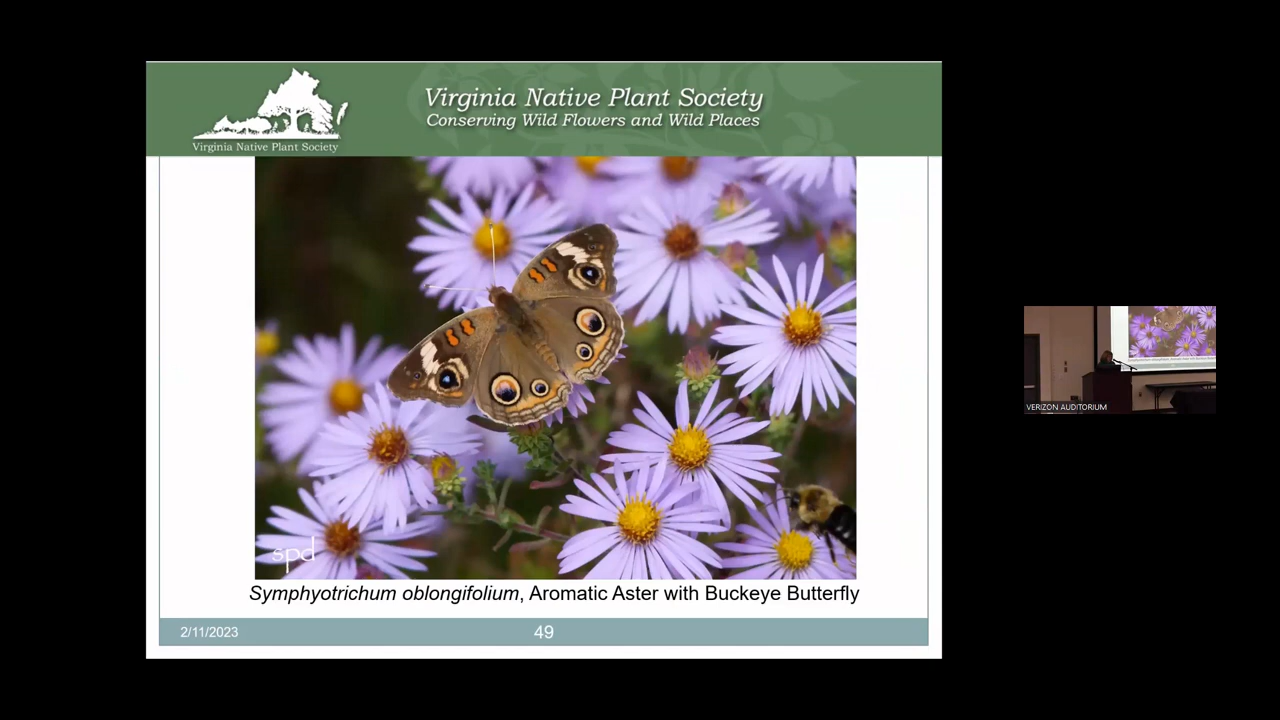 Virginia Native Plant Society
Conserving Wild Flowers and Wild Places
Virginia Native Plant Society
spd
Symphyotrichum oblongifolium, Aromatic Aster with Buckeye Butterfly
2/11/2023
49
VERIZON AUDITORIUM